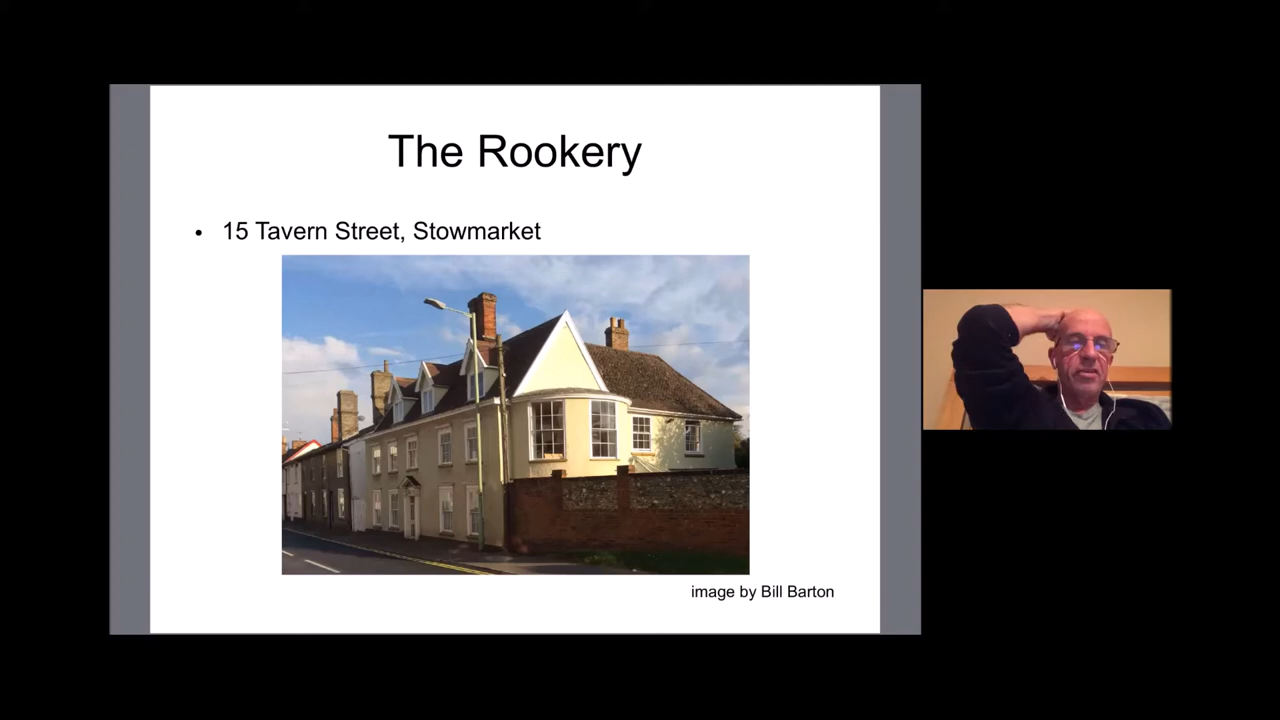 The Rookery
• 15 Tavern Street, Stowmarket
image by Bill Barton